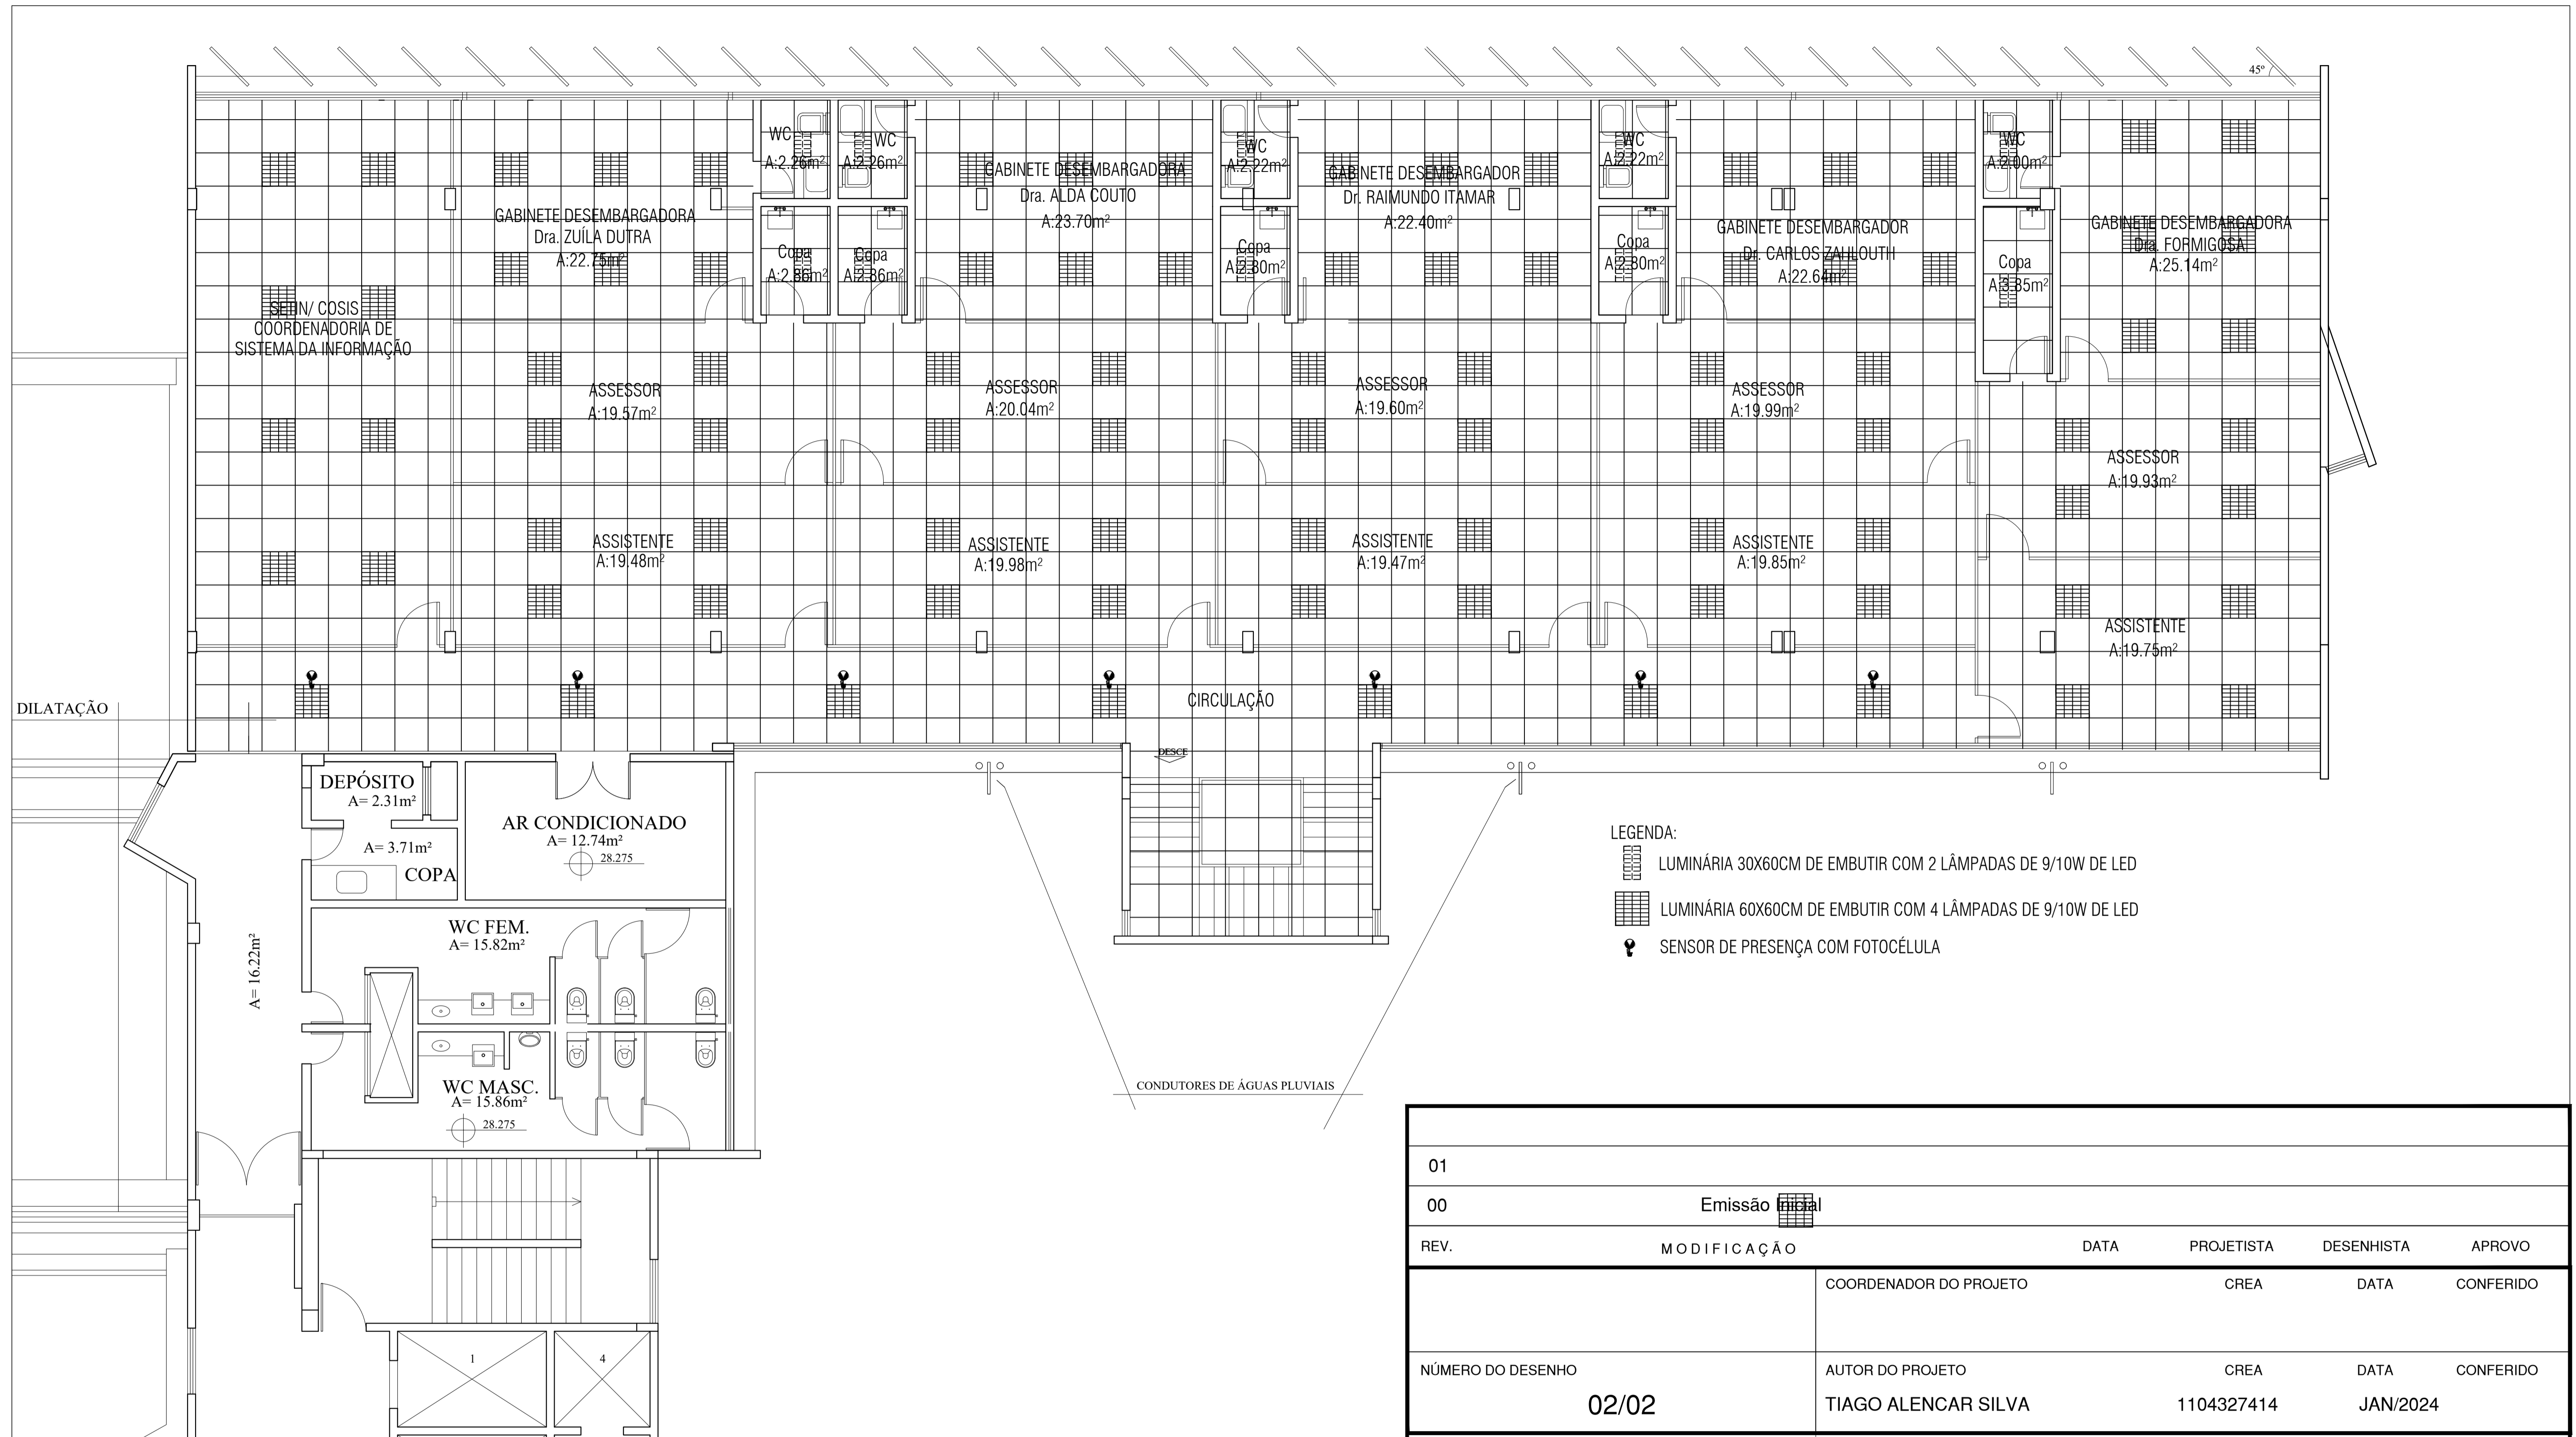 45º
WC
A:2.26m²
WC
A:2.26m²
WC
A:2.22m²
WC
A:2.22m²
WC
A:2.00m²
GABINETE DESEMBARGADORA
Dra. ZUÍLA DUTRA
A:22.75m²
GABINETE DESEMBARGADORA
Dra. ALDA COUTO
A:23.70m²
GABINETE DESEMBARGADOR
Dr. RAIMUNDO ITAMAR
A:22.40m²
GABINETE DESEMBARGADOR
Dr. CARLOS ZAHLOUTH
A:22.64m²
GABINETE DESEMBARGADORA
Dra. FORMIGOSA
A:25.14m²
Copa
A:2.86m²
Copa
A:2.86m²
Copa
A:2.80m²
Copa
A:2.80m²
Copa
A:3.85m²
SETIN/ COSIS
COORDENADORIA DE
SISTEMA DA INFORMAÇÃO
ASSESSOR
A:19.57m²
ASSESSOR
A:20.04m²
ASSESSOR
A:19.60m²
ASSESSOR
A:19.99m²
ASSESSOR
A:19.93m²
ASSISTENTE
A:19.48m²
ASSISTENTE
A:19.98m²
ASSISTENTE
A:19.47m²
ASSISTENTE
A:19.85m²
ASSISTENTE
A:19.75m²
CIRCULAÇÃO
DILATAÇÃO
DESCE
DEPÓSITO
A= 2.31m²
A= 3.71m²
COPA
AR CONDICIONADO
A= 12.74m²
28.275
A= 16.22m²
WC FEM.
A= 15.82m²
WC MASC.
A= 15.86m²
28.275
1
4
CONDUTORES DE ÁGUAS PLUVIAIS
LEGENDA:
LUMINÁRIA 30X60CM DE EMBUTIR COM 2 LÂMPADAS DE 9/10W DE LED
LUMINÁRIA 60X60CM DE EMBUTIR COM 4 LÂMPADAS DE 9/10W DE LED
SENSOR DE PRESENÇA COM FOTOCÉLULA
01
00 Emissão Inicial
REV. MODIFICAÇÃO DATA PROJETISTA DESENHISTA APROVO
COORDENADOR DO PROJETO CREA DATA CONFERIDO
NÚMERO DO DESENHO AUTOR DO PROJETO CREA DATA CONFERIDO
02/02 TIAGO ALENCAR SILVA 1104327414 JAN/2024